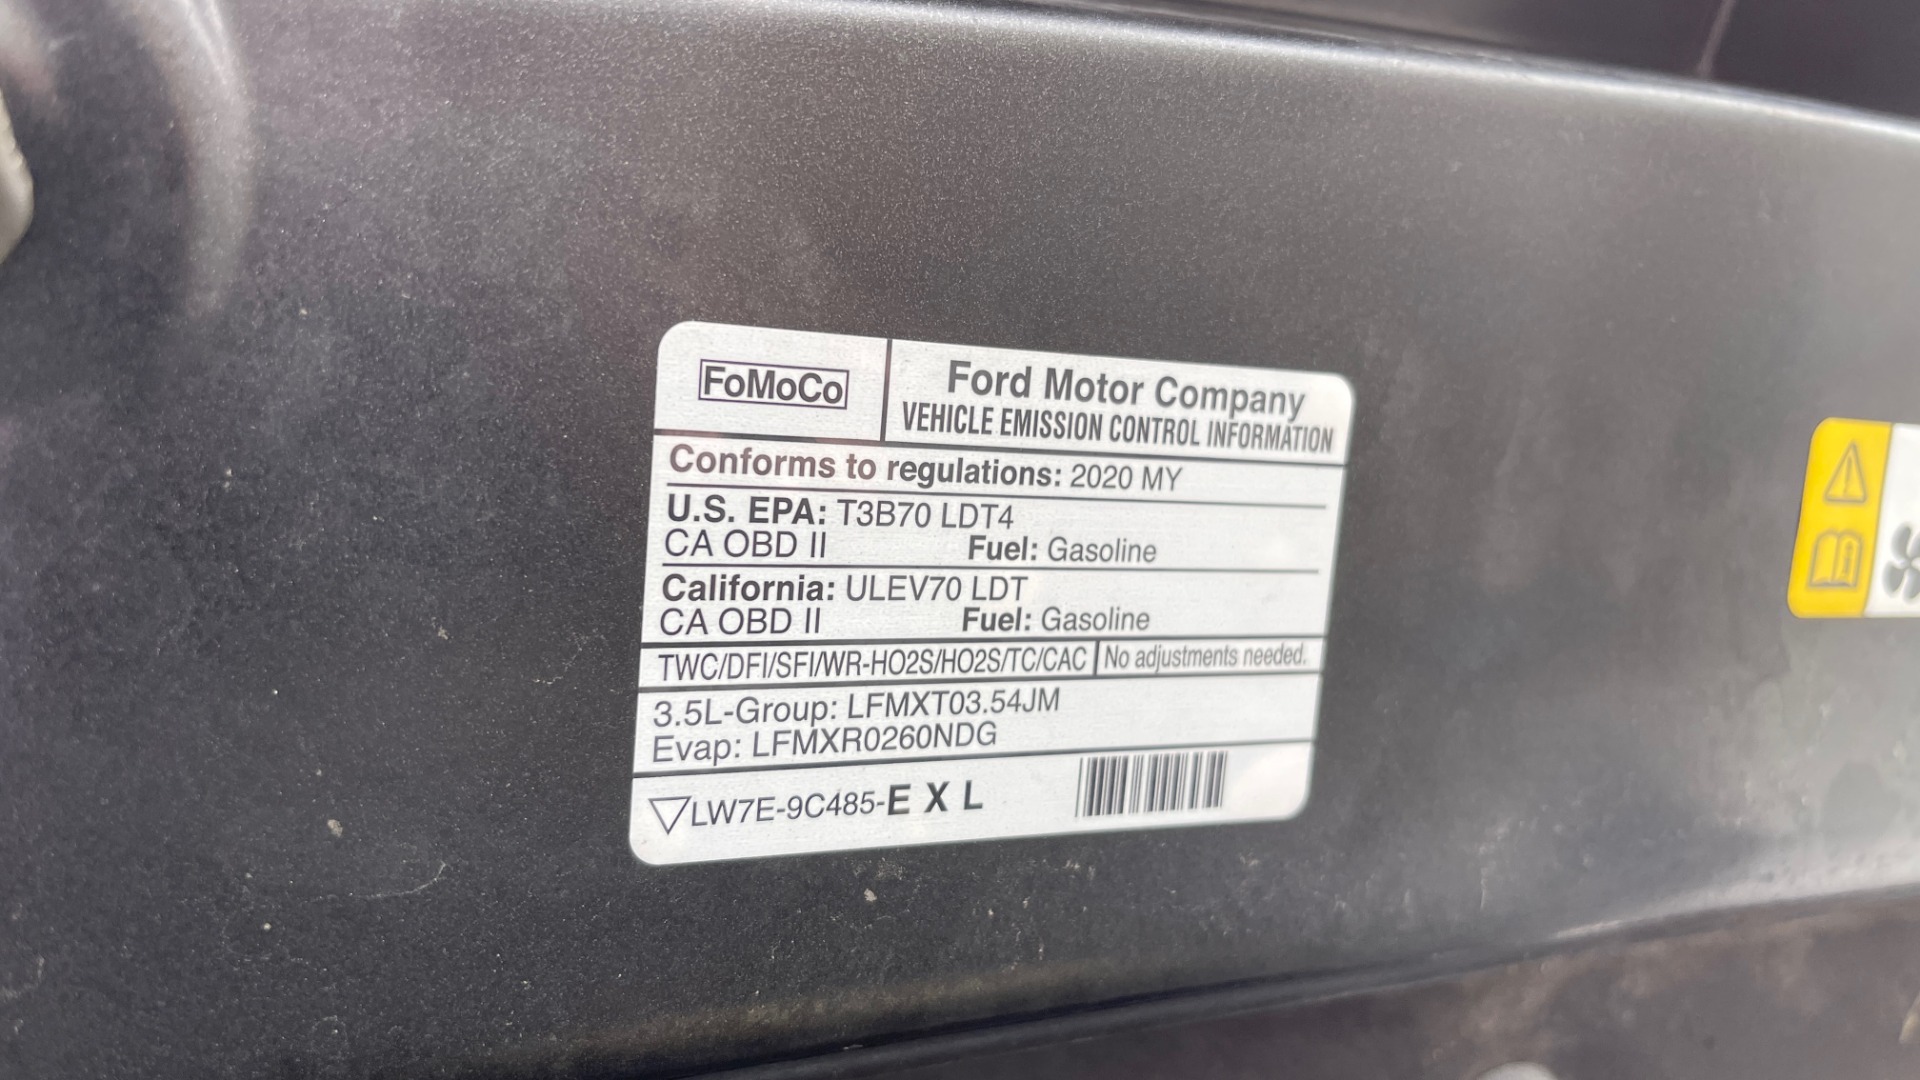 FoMoCo
Ford Motor Company
VEHICLE EMISSION CONTROL INFORMATION
Conforms to regulations: 2020 MY
U.S. EPA: T3B70 LDT4
CA OBD II Fuel: Gasoline
California: ULEV70 LDT
CA OBD II Fuel: Gasoline
TWC/DFI/SFI/WR-HO2S/HO2S/TC/CAC No adjustments needed.
3.5L-Group: LFMXT03.54JM
Evap: LFMXR0260NDG
LW7E-9C485-E X L